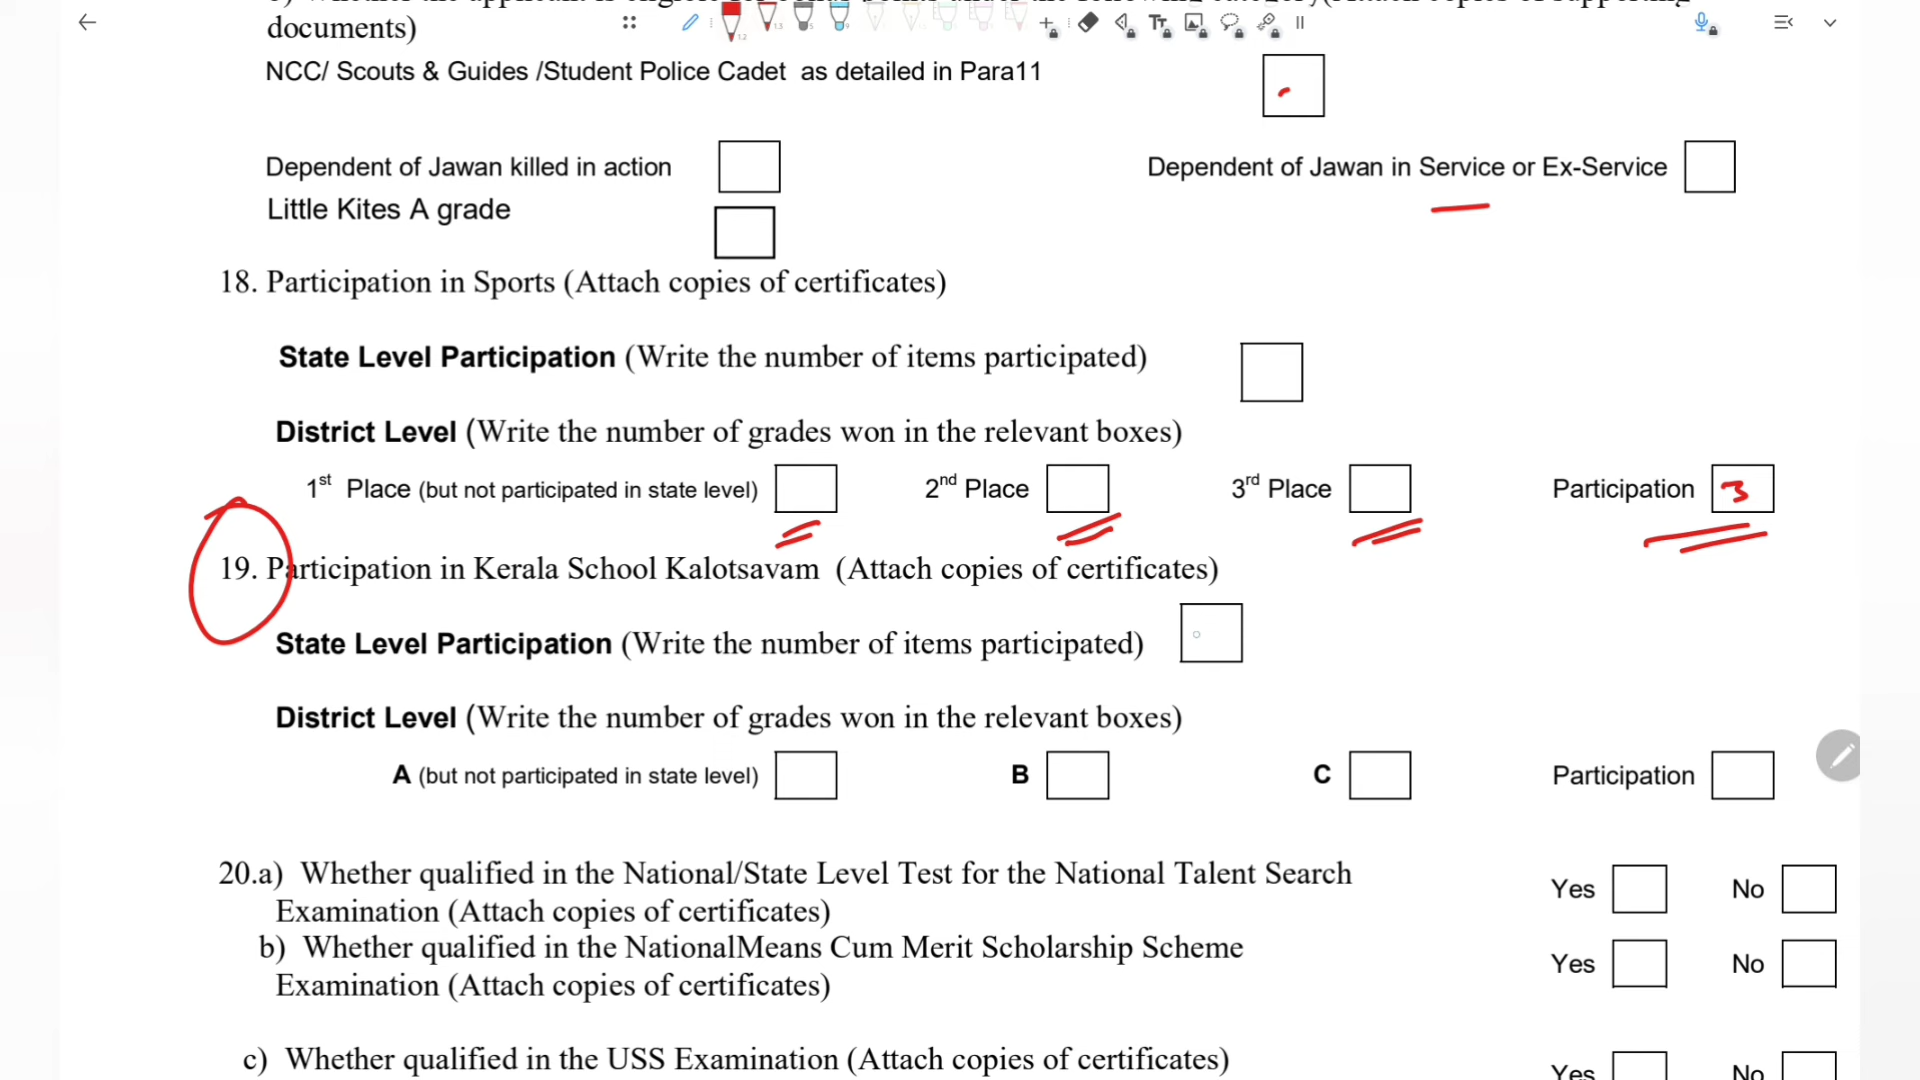 documents)
NCC/ Scouts & Guides /Student Police Cadet as detailed in Para11
Dependent of Jawan killed in action
Dependent of Jawan in Service or Ex-Service
Little Kites A grade
18. Participation in Sports (Attach copies of certificates)
State Level Participation (Write the number of items participated)
District Level (Write the number of grades won in the relevant boxes)
1st Place (but not participated in state level) 2nd Place 3rd Place Participation 3
19. Participation in Kerala School Kalotsavam (Attach copies of certificates)
State Level Participation (Write the number of items participated)
District Level (Write the number of grades won in the relevant boxes)
A (but not participated in state level) B C Participation
20.a) Whether qualified in the National/State Level Test for the National Talent Search
Examination (Attach copies of certificates) Yes No
b) Whether qualified in the NationalMeans Cum Merit Scholarship Scheme
Examination (Attach copies of certificates) Yes No
c) Whether qualified in the USS Examination (Attach copies of certificates) Yes No